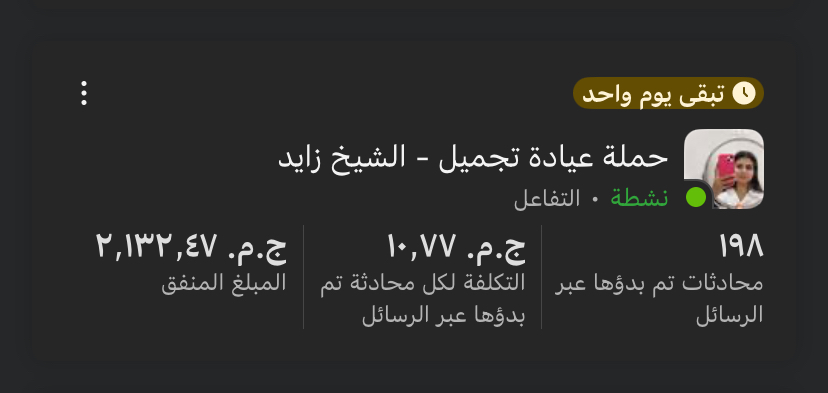 تبقى يوم واحد
حملة عيادة تجميل - الشيخ زايد
نشطة • التفاعل
١٩٨
محادثات تم بدؤها عبر
الرسائل
ج.م. ١٠,٧٧
التكلفة لكل محادثة تم
بدؤها عبر الرسائل
ج.م. ٢,١٣٢,٤٧
المبلغ المنفق